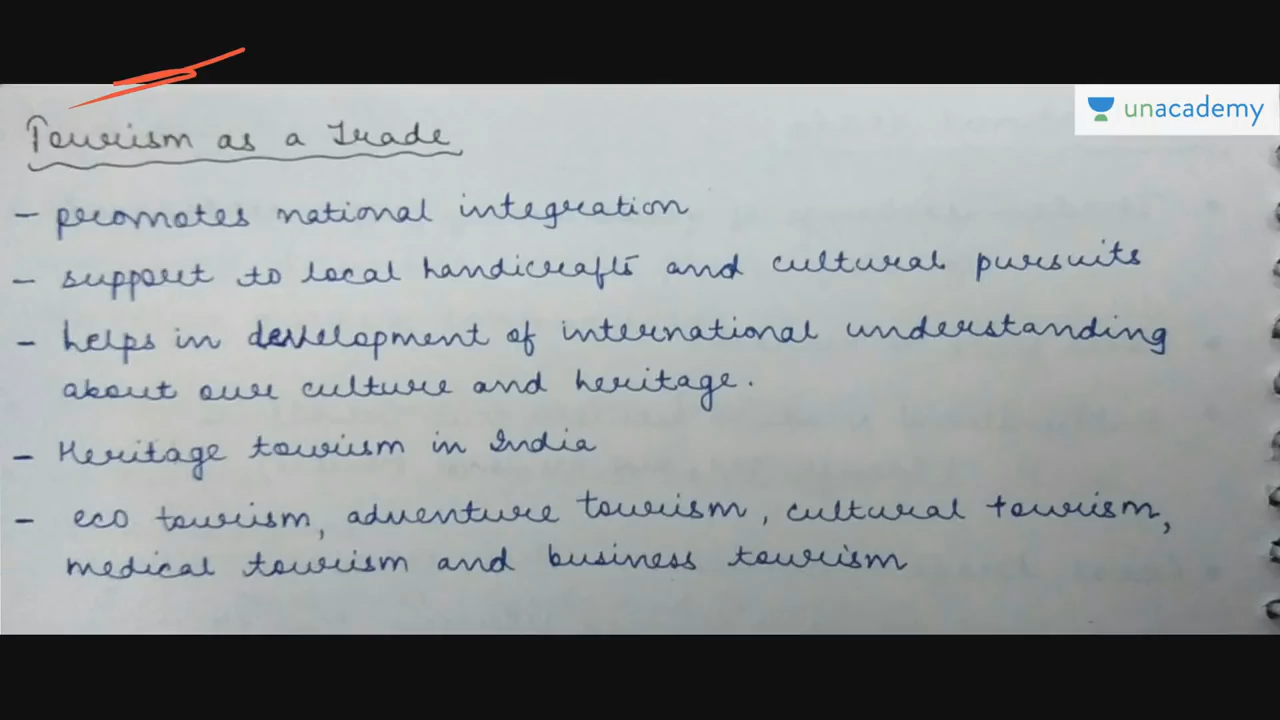 unacademy
Tourism as a Trade
- promotes national integration
- support to local handicrafts and cultural pursuits
- helps in development of international understanding
about our culture and heritage.
- Heritage tourism in India
- eco tourism, adventure tourism, cultural tourism,
medical tourism and business tourism